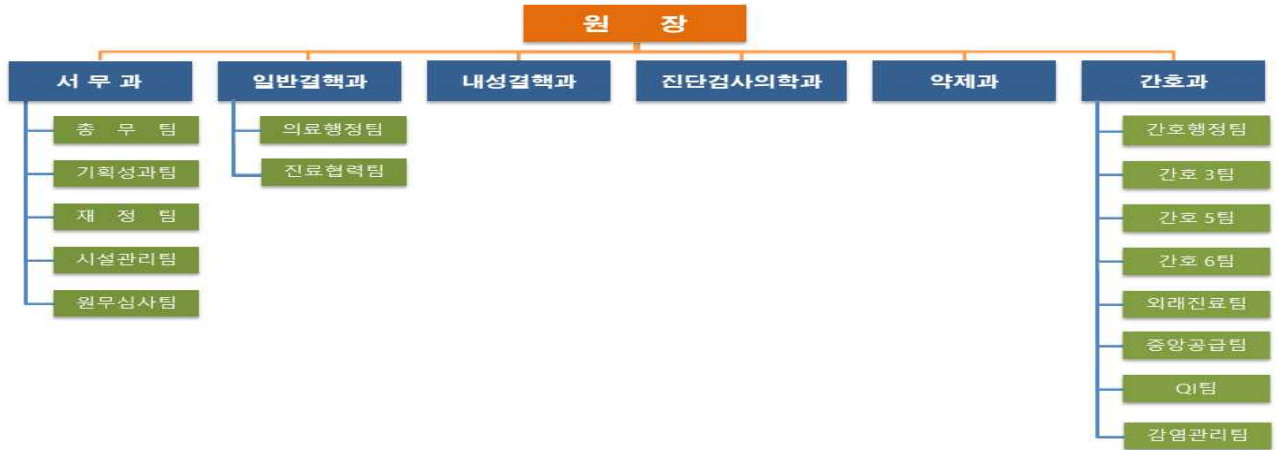 원 장
서 무 과
일반결핵과
내성결핵과
진단검사의학과
약제과
간호과
총 무 팀
기획성과팀
재 정 팀
시설관리팀
원무심사팀
의료행정팀
진료협력팀
간호행정팀
간호 3팀
간호 5팀
간호 6팀
외래진료팀
중앙공급팀
QI팀
감염관리팀